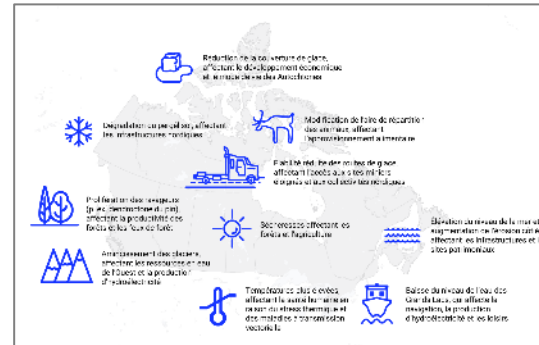 Réduction de la couverture de glace,
affectant le développement économique
et le mode de vie des Autochtones
Modification de l'aire de répartition
des animaux, affectant
l'approvisionnement alimentaire
Dégradation du pergélisol, affectant
les infrastructures nordiques
Fiabilité réduite des routes de glace
affectant l'accès aux sites miniers
éloignés et aux collectivités nordiques
Prolifération des ravageurs
(p. ex. dendroctone du pin),
affectant la productivité des
forêts et les feux de forêt
Sécheresses affectant les
forêts et l'agriculture
Élévation du niveau de la mer et
augmentation de l'érosion côtière
affectant les infrastructures et les
sites patrimoniaux
Amincissement des glaciers,
affectant les ressources en eau
de l'Ouest et la production
d'hydroélectricité
Températures plus élevées,
affectant la santé humaine en
raison du stress thermique et
des maladies à transmission
vectorielle
Baisse du niveau de l'eau des
Grands Lacs, qui affecte la
navigation, la production
d'hydroélectricité et les loisirs